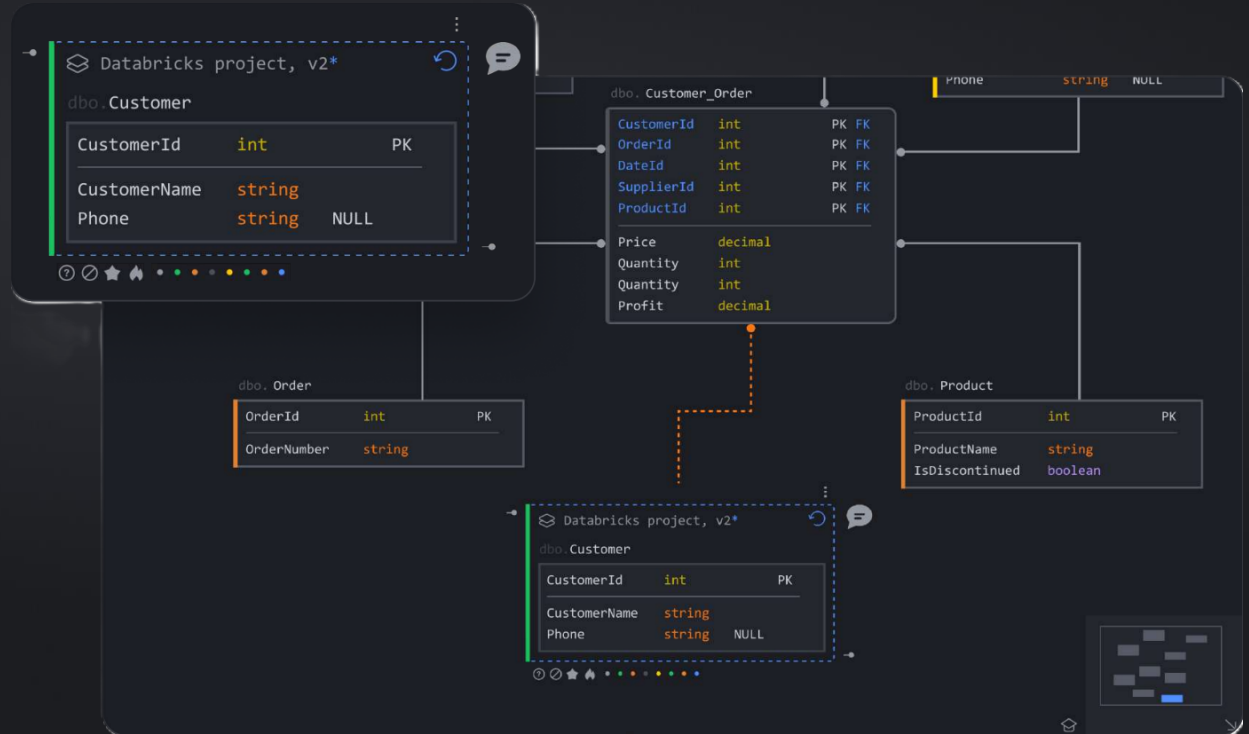 Databricks project, v2*
dbo.Customer
CustomerId int PK
CustomerName string
Phone string NULL
Phone string NULL
dbo. Customer_Order
CustomerId int PK FK
OrderId int PK FK
DateId int PK FK
SupplierId int PK FK
ProductId int PK FK
Price decimal
Quantity int
Quantity int
Profit decimal
dbo. Order
OrderId int PK
OrderNumber string
dbo. Product
ProductId int PK
ProductName string
IsDiscontinued boolean
Databricks project, v2*
dbo.Customer
CustomerId int PK
CustomerName string
Phone string NULL